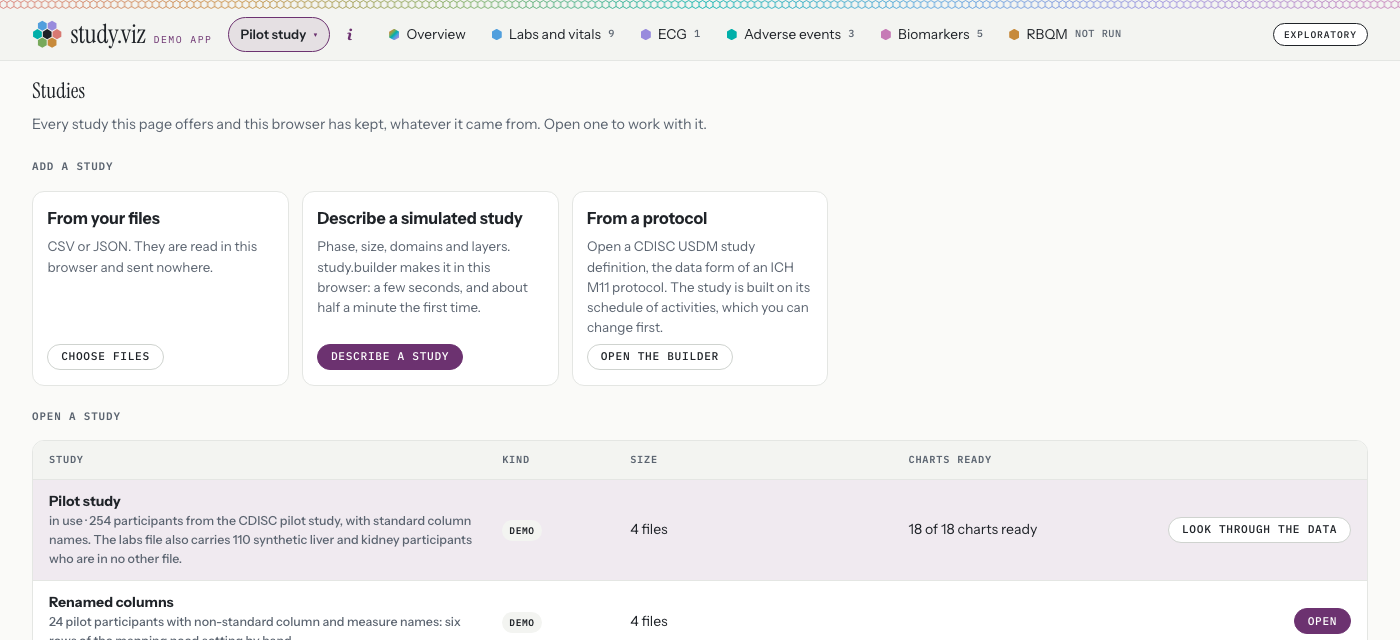 study.viz DEMO APP Pilot study i Overview Labs and vitals 9 ECG 1 Adverse events 3 Biomarkers 5 RBQM NOT RUN EXPLORATORY
Studies
Every study this page offers and this browser has kept, whatever it came from. Open one to work with it.
ADD A STUDY
From your files
CSV or JSON. They are read in this
browser and sent nowhere.
CHOOSE FILES
Describe a simulated study
Phase, size, domains and layers.
study.builder makes it in this
browser: a few seconds, and about
half a minute the first time.
DESCRIBE A STUDY
From a protocol
Open a CDISC USDM study
definition, the data form of an ICH
M11 protocol. The study is built on its
schedule of activities, which you can
change first.
OPEN THE BUILDER
OPEN A STUDY
STUDY KIND SIZE CHARTS READY
Pilot study
in use · 254 participants from the CDISC pilot study, with standard column
names. The labs file also carries 110 synthetic liver and kidney participants
who are in no other file.
DEMO 4 files 18 of 18 charts ready LOOK THROUGH THE DATA
Renamed columns
24 pilot participants with non-standard column and measure names: six
rows of the mapping need setting by hand
DEMO 4 files OPEN